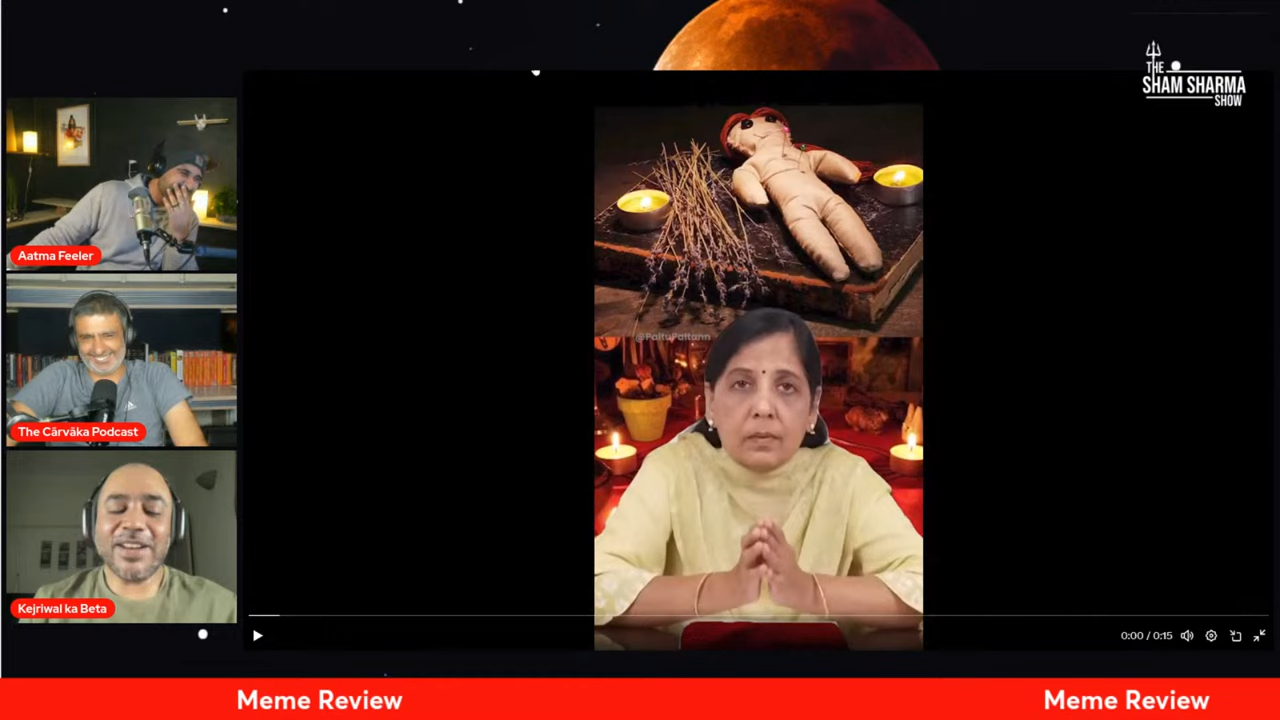 THE
SHAM SHARMA
SHOW
Aatma Feeler
@PaltuPaltann
The Cārvāka Podcast
Kejriwal ka Beta
0:00 / 0:15
Meme Review
Meme Review